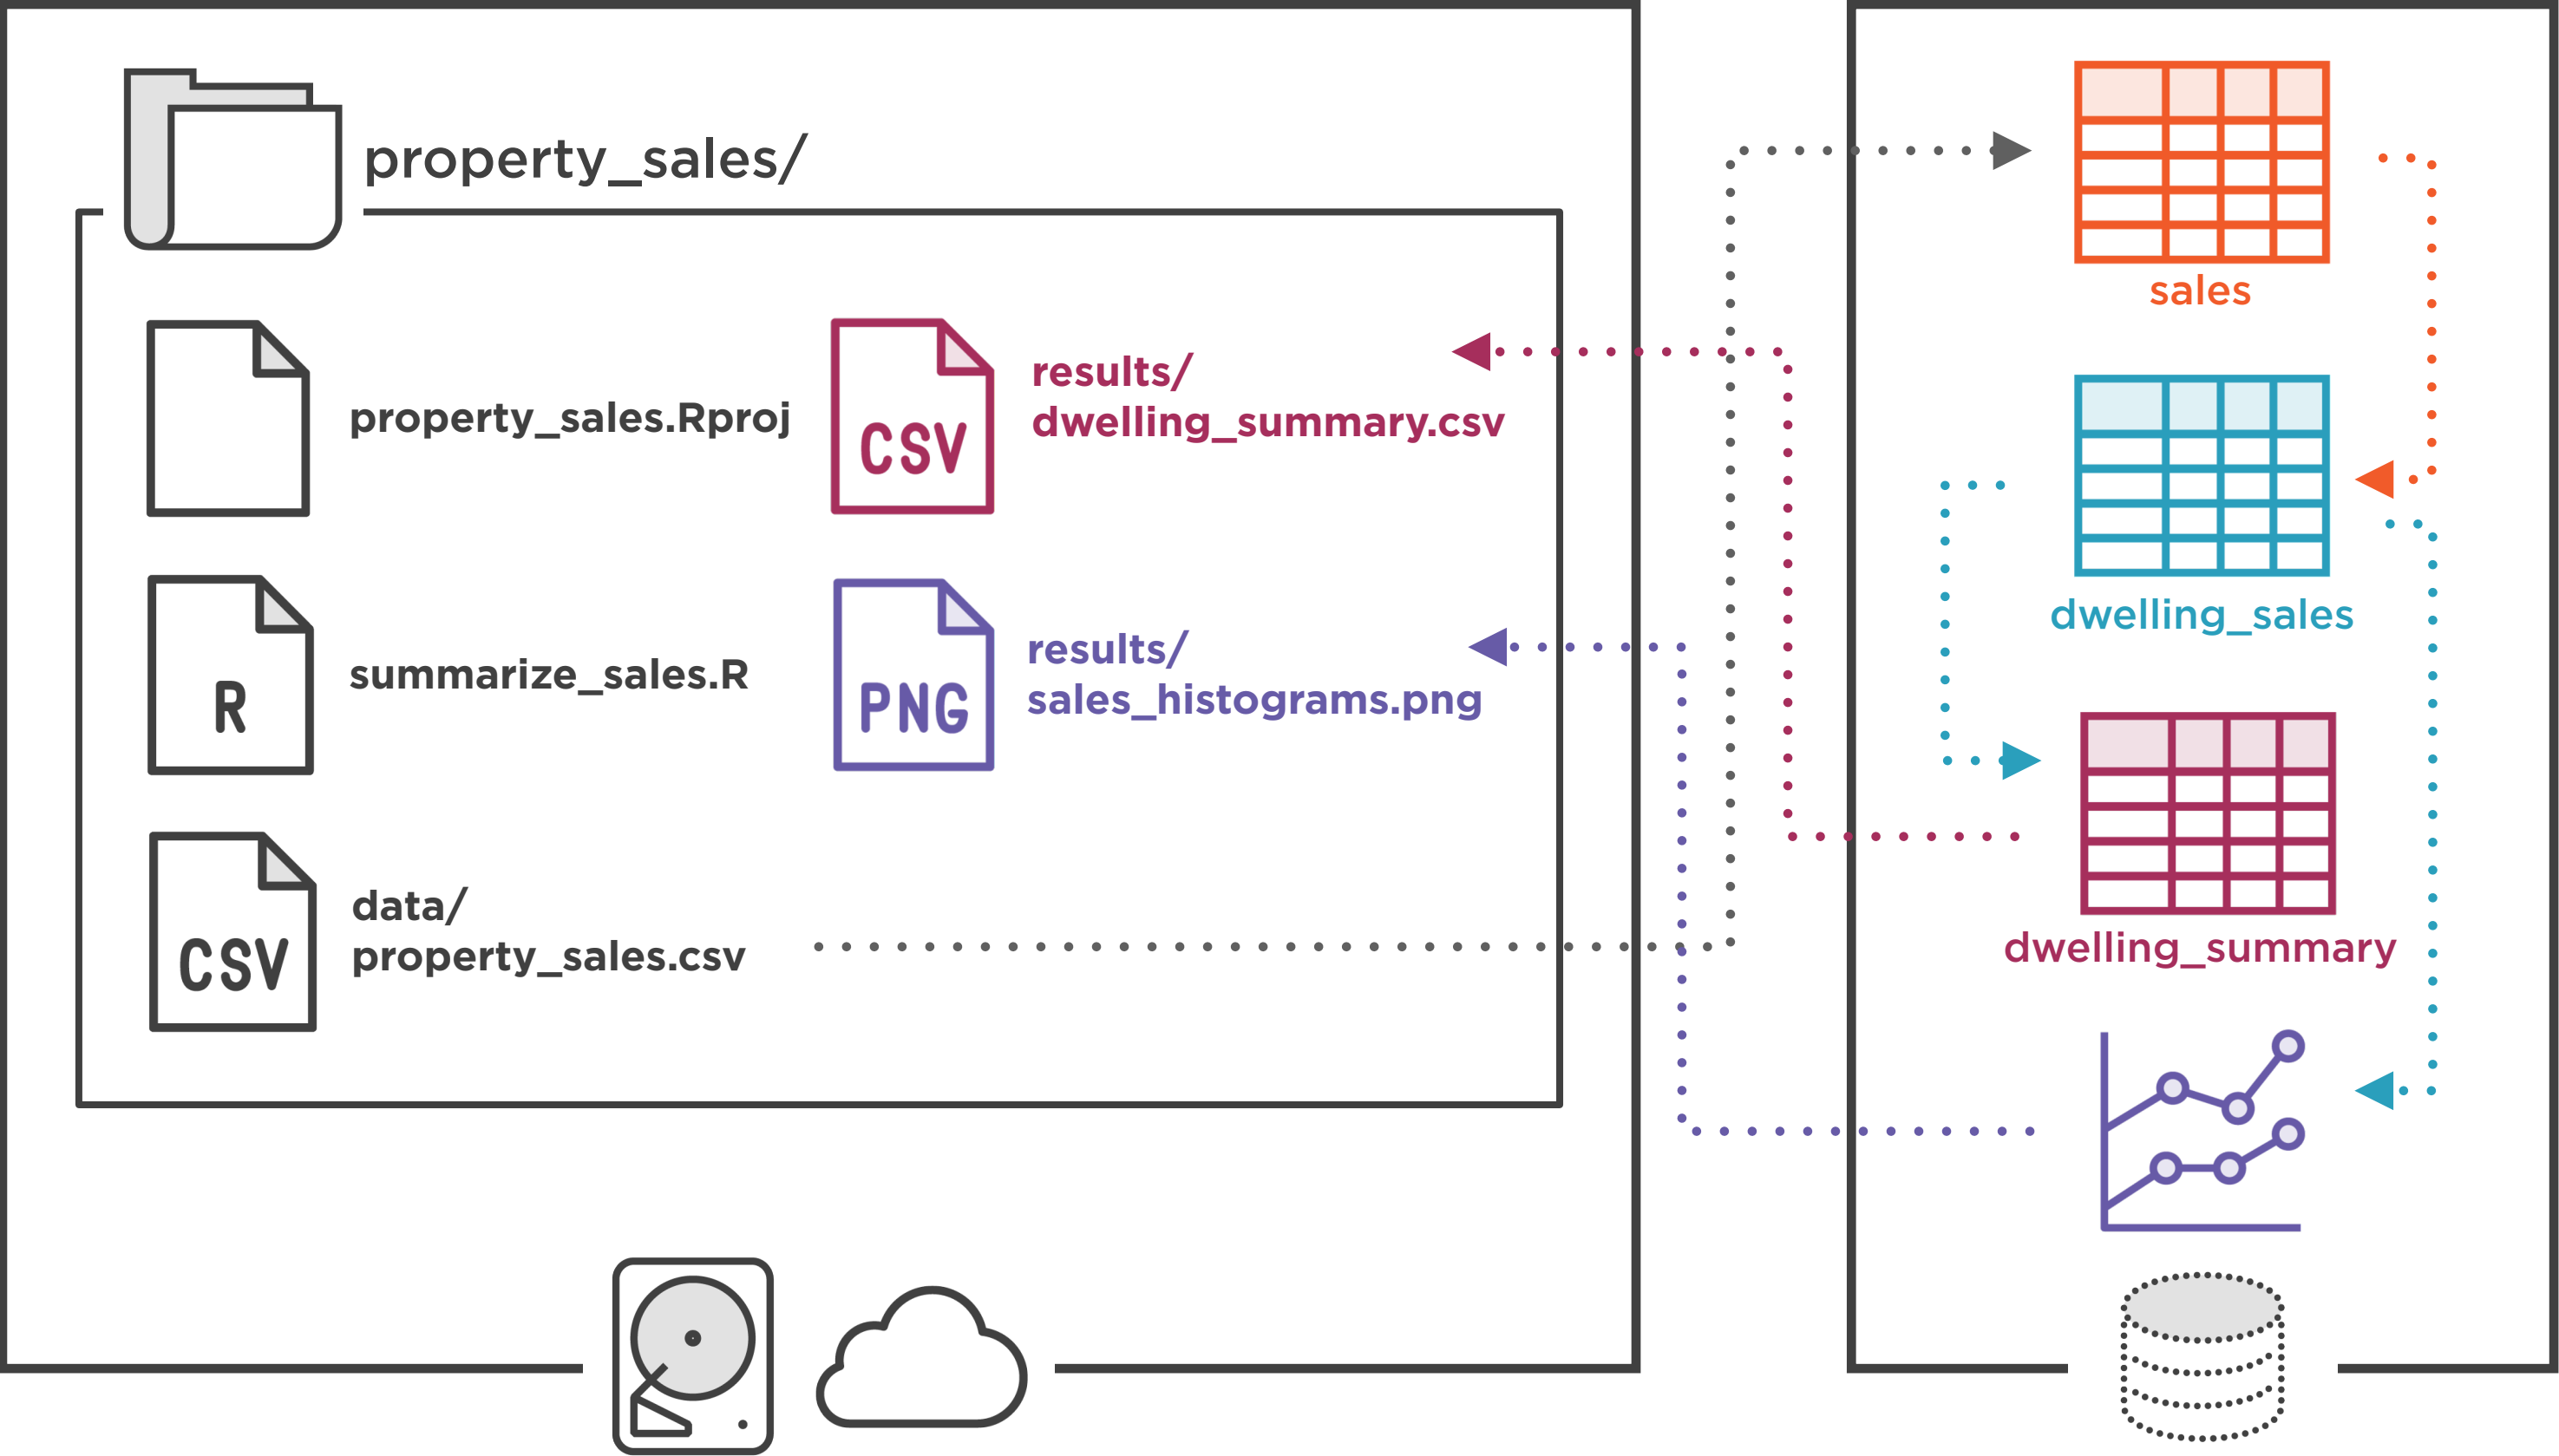 property_sales/
property_sales.Rproj
R
summarize_sales.R
CSV
data/
property_sales.csv
CSV
results/
dwelling_summary.csv
PNG
results/
sales_histograms.png
sales
dwelling_sales
dwelling_summary